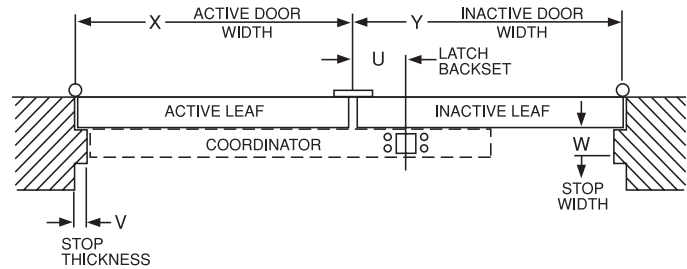 X
ACTIVE DOOR
WIDTH
Y
INACTIVE DOOR
WIDTH
U
LATCH
BACKSET
ACTIVE LEAF
INACTIVE LEAF
COORDINATOR
W
STOP
WIDTH
V
STOP
THICKNESS